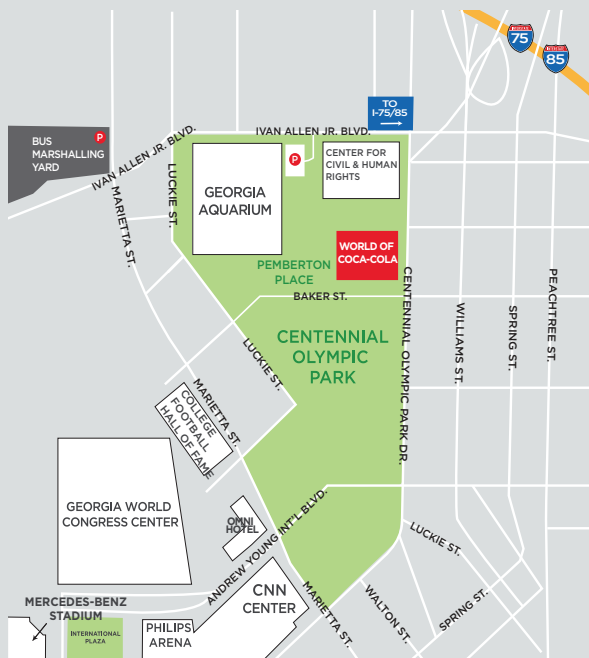 INTERSTATE
75
INTERSTATE
85
TO
I-75/85
IVAN ALLEN JR. BLVD.
BUS
MARSHALLING
YARD
P
IVAN ALLEN JR. BLVD.
P
CENTER FOR
CIVIL & HUMAN
RIGHTS
LUCKIE ST.
GEORGIA
AQUARIUM
MARIETTA ST.
WORLD OF
COCA-COLA
PEMBERTON
PLACE
BAKER ST.
CENTENNIAL OLYMPIC PARK DR.
WILLIAMS ST.
SPRING ST.
PEACHTREE ST.
CENTENNIAL
OLYMPIC
PARK
LUCKIE ST.
MARIETTA ST.
COLLEGE
FOOTBALL
HALL OF FAME
GEORGIA WORLD
CONGRESS CENTER
OMNI
HOTEL
ANDREW YOUNG INT'L BLVD.
LUCKIE ST.
CNN
CENTER
MARIETTA ST.
WALTON ST.
SPRING ST.
MERCEDES-BENZ
STADIUM
INTERNATIONAL
PLAZA
PHILIPS
ARENA